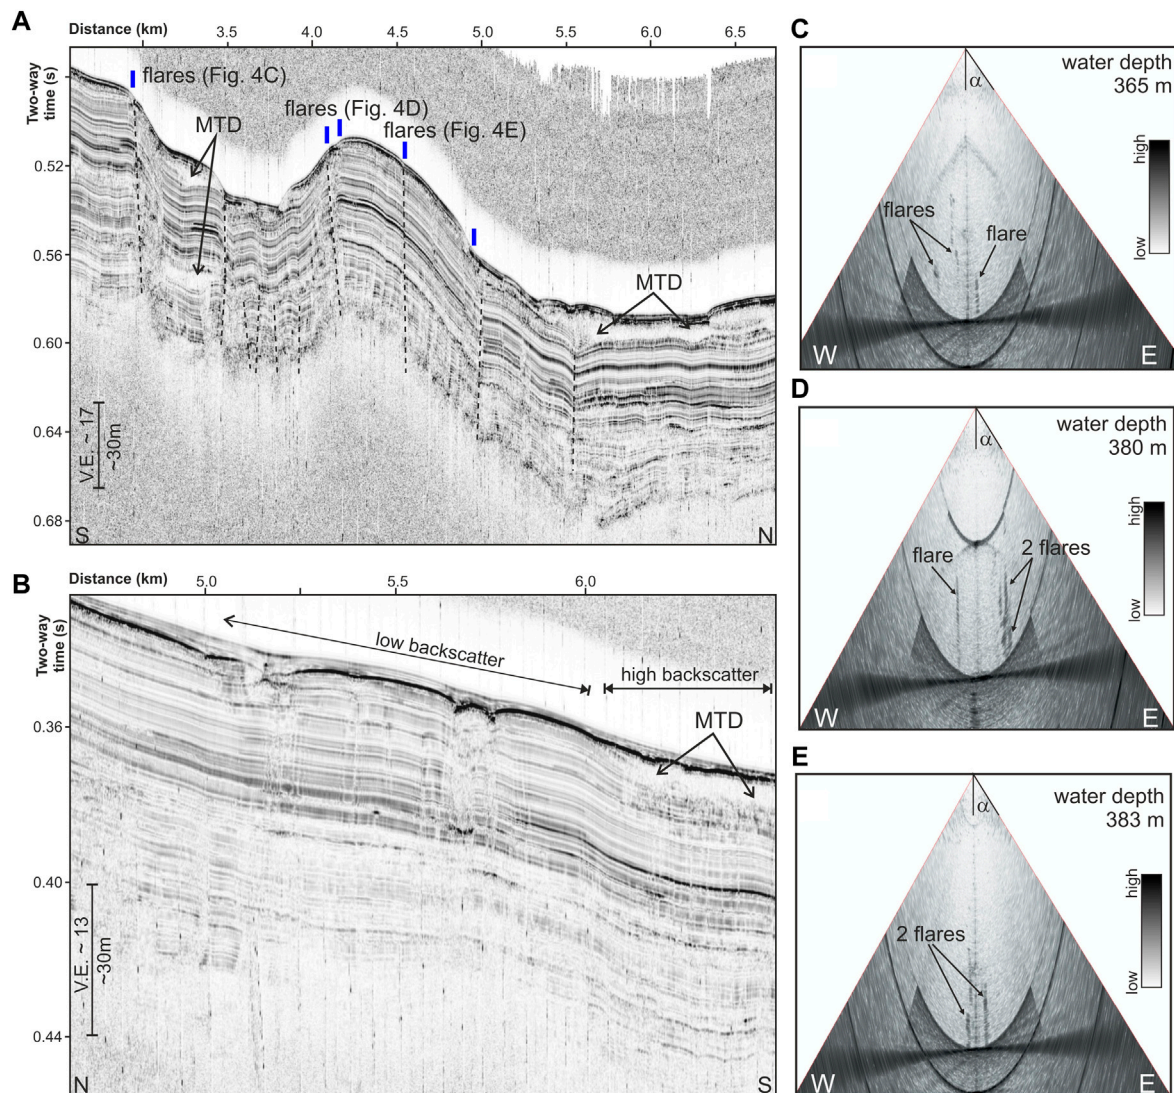 A
Distance (km)
3.5 4.0 4.5 5.0 5.5 6.0 6.5
Two-way
time (s)
flares (Fig. 4C)
flares (Fig. 4D)
flares (Fig. 4E)
MTD
MTD
0.52
0.56
0.60
0.64
0.68
V.E. ~ 17
~30m
S
N
B
Distance (km)
5.0 5.5 6.0
Two-way
time (s)
low backscatter
high backscatter
MTD
0.36
0.40
0.44
V.E. ~ 13
~30m
N
S
C
α
water depth
365 m
high
low
flares
flare
W
E
D
α
water depth
380 m
high
low
flare
2 flares
W
E
E
α
water depth
383 m
high
low
2 flares
W
E